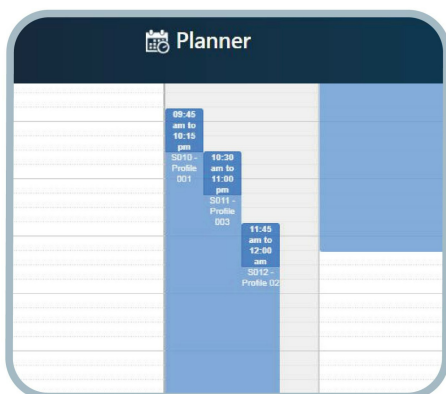 Planner
09:45
am to
10:15
pm
S010 -
Profile
001
10:30
am to
11:00
pm
S011 -
Profile
003
11:45
am to
12:00
am
S012 -
Profile 02